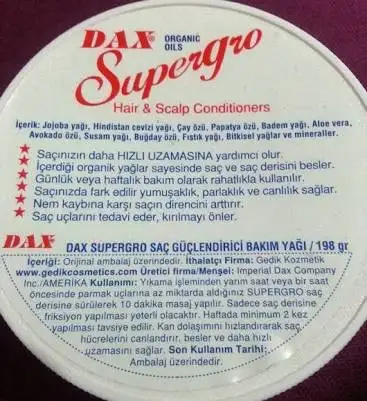 DAX® ORGANIC
OILS
Supergro
Hair & Scalp Conditioners
İçerik: Jojoba yağı, Hindistan cevizi yağı, Çay özü, Papatya özü, Badem yağı, Aloe vera,
Avokado özü, Susam yağı, Buğday özü, Fıstık yağı, Bitkisel yağlar ve mineraller.
Saçınızın daha HIZLI UZAMASINA yardımcı olur.
İçerdiği organik yağlar sayesinde saç ve saç derisini besler.
Günlük veya haftalık bakım olarak rahatlıkla kullanılır.
Saçınızda fark edilir yumuşaklık, parlaklık ve canlılık sağlar.
Nem kaybına karşı saçın direncini arttırır.
Saç uçlarını tedavi eder, kırılmayı önler.
DAX DAX SUPERGRO SAÇ GÜÇLENDİRİCİ BAKIM YAĞI / 198 gr
İçeriği: Orijinal ambalaj üzerindedir. İthalatçı Firma: Gedik Kozmetik
www.gedikcosmetics.com Üretici firma/Menşei: Imperial Dax Company
Inc./AMERİKA Kullanımı: Yıkama işleminden yarım saat veya bir saat
öncesinde parmak uçlarına az miktarda aldığınız SUPERGRO saç
derisine sürülerek 10 dakika masaj yapılır. Sadece saç derisine
friksiyon yapılması yeterli olacaktır. Haftada minimum 2 kez
yapılması tavsiye edilir. Kan dolaşımını hızlandırarak saç
hücrelerini canlandırır, besler ve daha hızlı
uzamasını sağlar. Son Kullanım Tarihi:
Ambalaj üzerindedir.